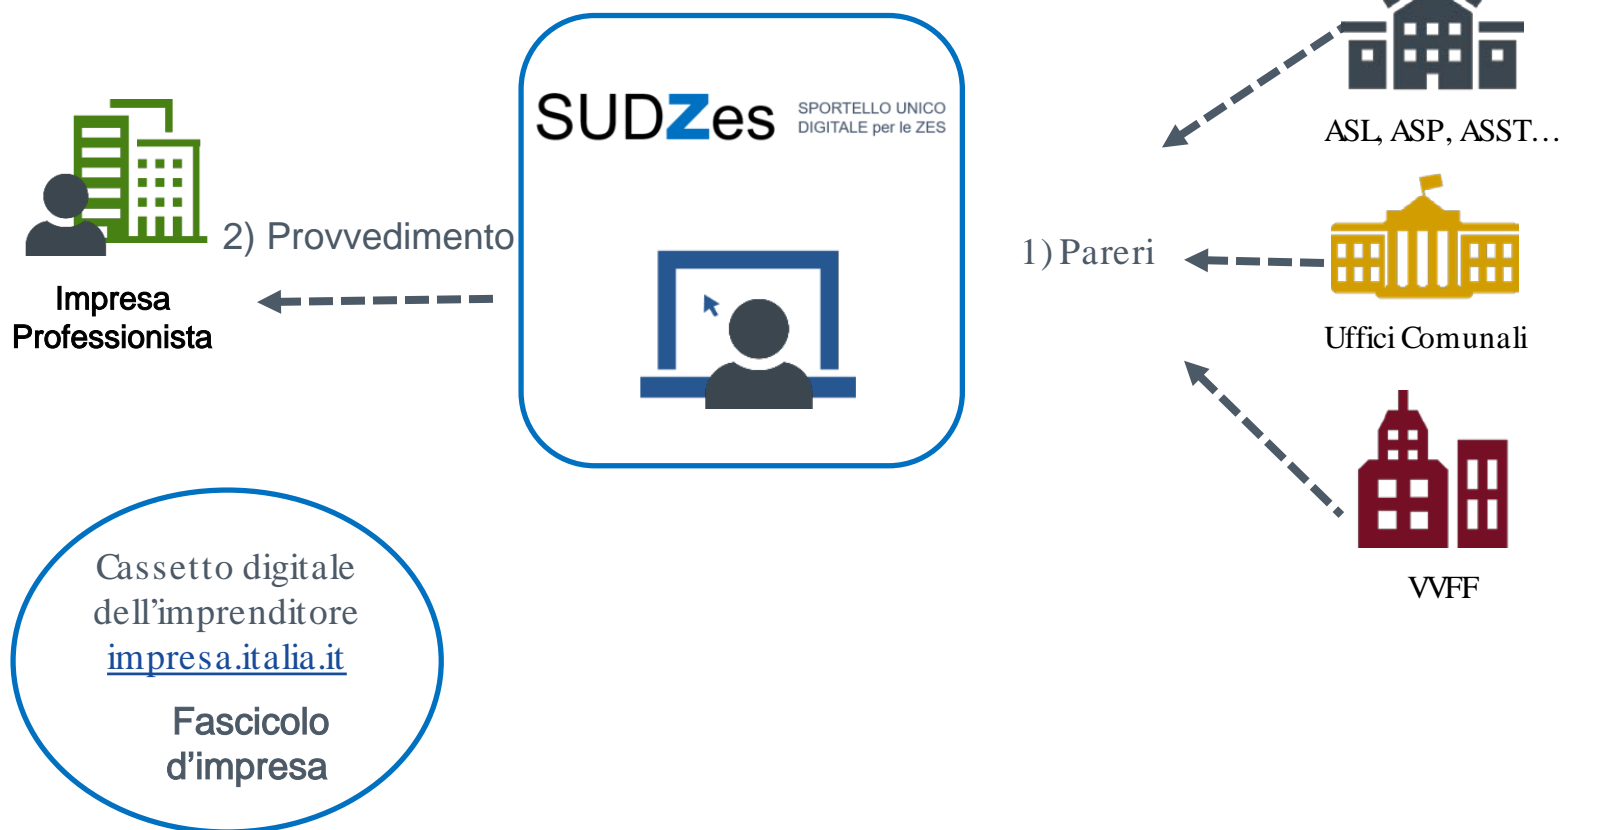 SUDZes
SPORTELLO UNICO
DIGITALE per le ZES
ASL, ASP, ASST…
2) Provvedimento
1) Pareri
Impresa
Professionista
Uffici Comunali
VVFF
Cassetto digitale
dell’imprenditore
impresa.italia.it
Fascicolo
d’impresa